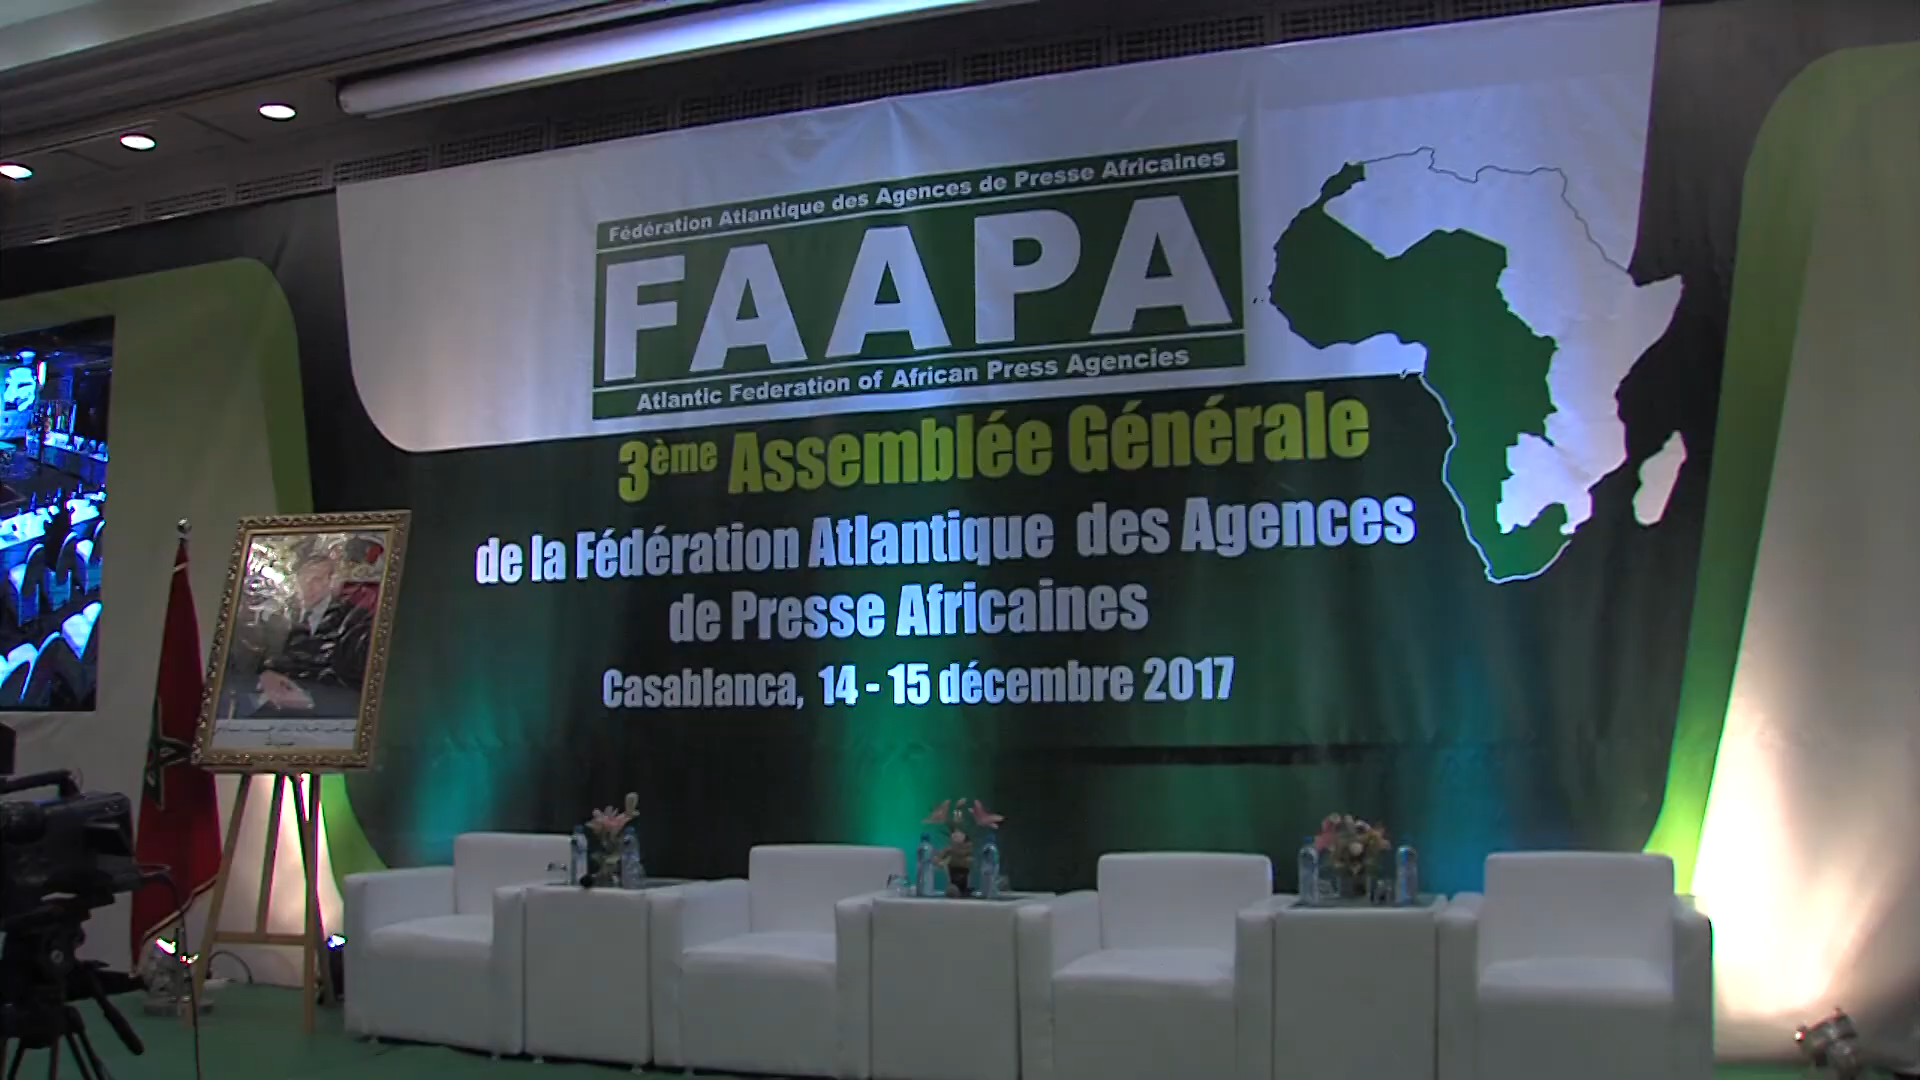 Fédération Atlantique des Agences de Presse Africaines
FAAPA
Atlantic Federation of African Press Agencies
3ème Assemblée Générale
de la Fédération Atlantique des Agences
de Presse Africaines
Casablanca, 14 - 15 décembre 2017